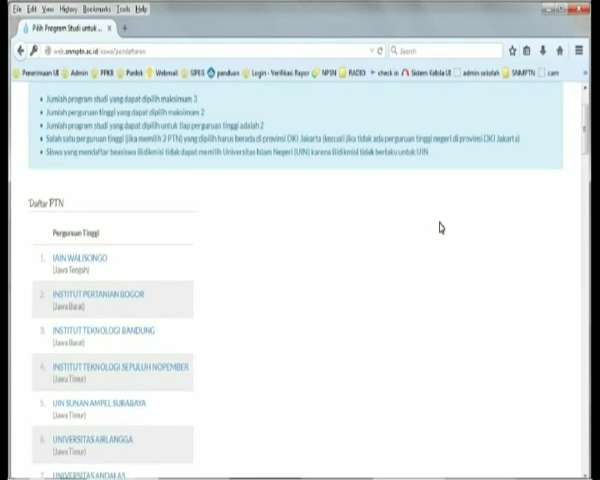 File Edit View History Bookmarks Tools Help
Pilih Program Studi untuk ...
web.snmptn.ac.id/siswa/pendaftaran
Search
Penerimaan UI Admin PPKB Webmail SIPEG panduan Login - Verifikasi Rapor NPSN RADIO check in Sistem Kelola UI admin sekolah SNMPTN cam
Jumlah program studi yang dapat dipilih maksimum 3
Jumlah perguruan tinggi yang dapat dipilih maksimum 2
Jumlah program studi yang dapat dipilih untuk tiap perguruan tinggi adalah 2
Salah satu perguruan tinggi (jika memilih 2 PTN) yang dipilih harus berada di provinsi DKI Jakarta (kecuali jika tidak ada perguruan tinggi negeri di provinsi DKI Jakarta)
Siswa yang mendaftar beasiswa Bidikmisi tidak dapat memilih Universitas Islam Negeri (UIN) karena Bidikmisi tidak berlaku untuk UIN
Daftar PTN
Perguruan Tinggi
1. IAIN WALISONGO
(Jawa Tengah)
2. INSTITUT PERTANIAN BOGOR
(Jawa Barat)
3. INSTITUT TEKNOLOGI BANDUNG
(Jawa Barat)
4. INSTITUT TEKNOLOGI SEPULUH NOPEMBER
(Jawa Timur)
5. UIN SUNAN AMPEL SURABAYA
(Jawa Timur)
6. UNIVERSITAS AIRLANGGA
(Jawa Timur)
7. UNIVERSITAS ANDALAS